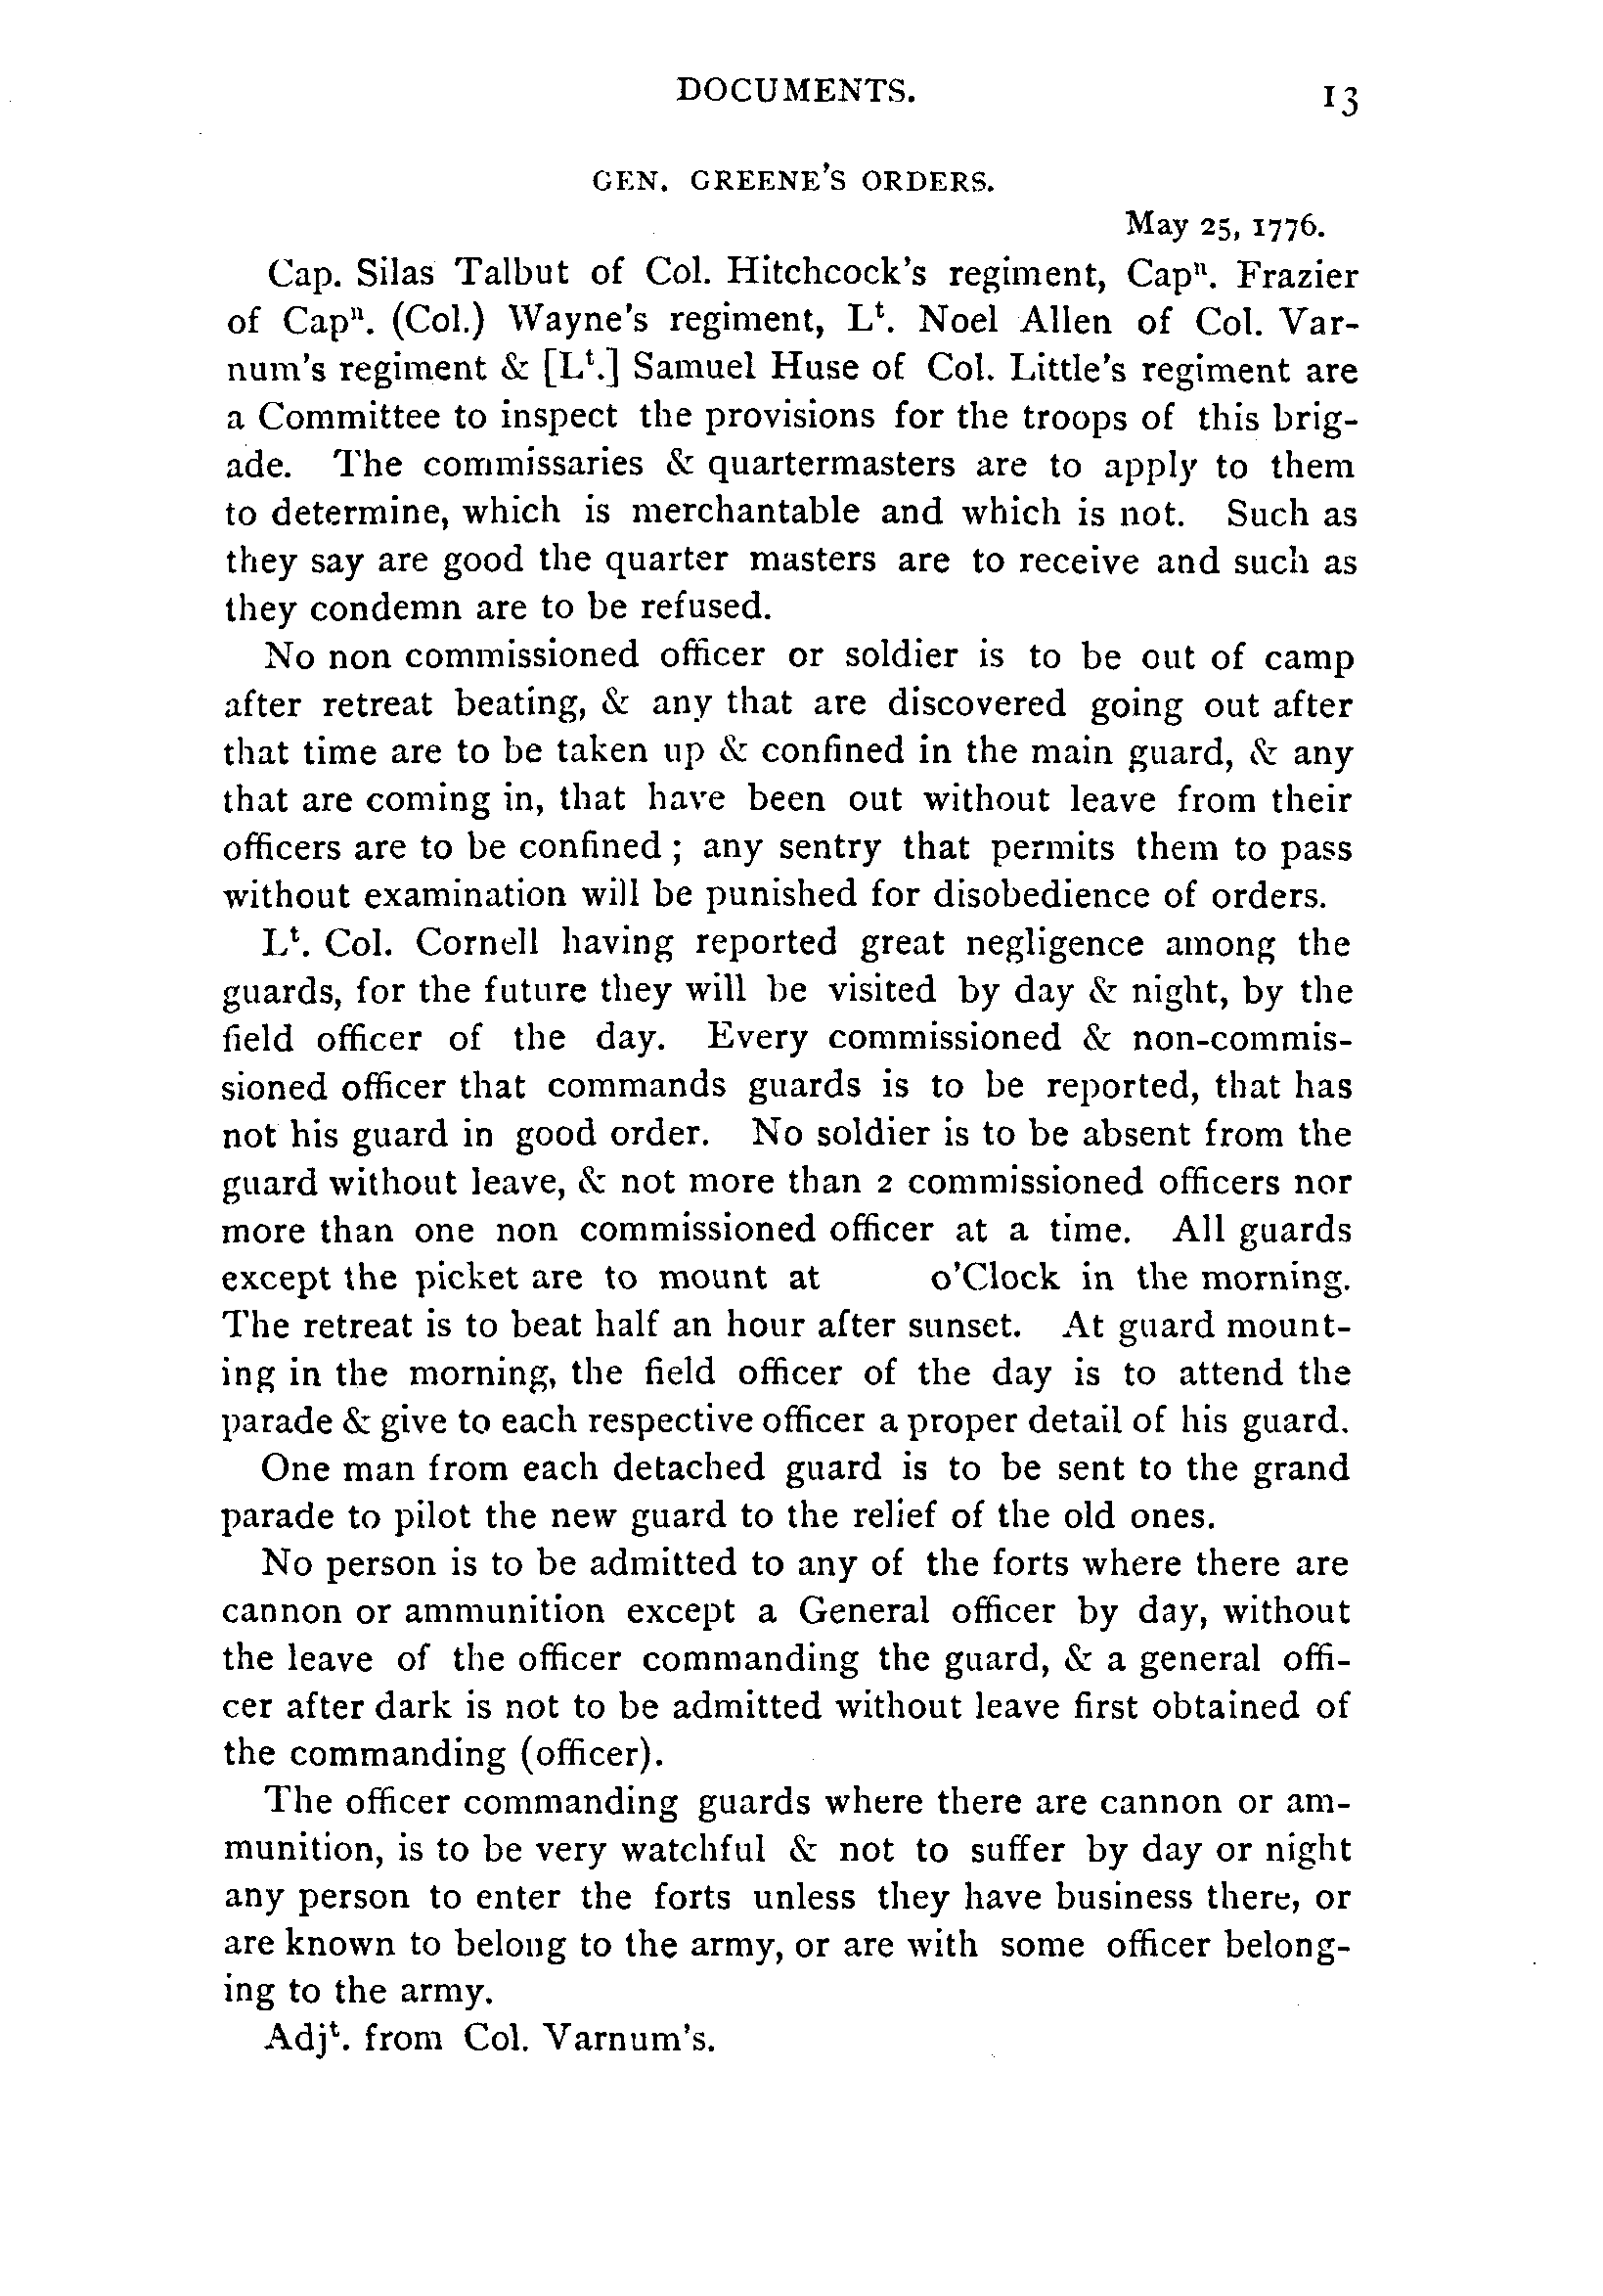 DOCUMENTS. 13
GEN. GREENE'S ORDERS.
May 25, 1776.
Cap. Silas Talbut of Col. Hitchcock's regiment, Capⁿ. Frazier
of Capⁿ. (Col.) Wayne's regiment, Lᵗ. Noel Allen of Col. Var-
num's regiment & [Lᵗ.] Samuel Huse of Col. Little's regiment are
a Committee to inspect the provisions for the troops of this brig-
ade. The commissaries & quartermasters are to apply to them
to determine, which is merchantable and which is not. Such as
they say are good the quarter masters are to receive and such as
they condemn are to be refused.
No non commissioned officer or soldier is to be out of camp
after retreat beating, & any that are discovered going out after
that time are to be taken up & confined in the main guard, & any
that are coming in, that have been out without leave from their
officers are to be confined ; any sentry that permits them to pass
without examination will be punished for disobedience of orders.
Lᵗ. Col. Cornell having reported great negligence among the
guards, for the future they will be visited by day & night, by the
field officer of the day. Every commissioned & non-commis-
sioned officer that commands guards is to be reported, that has
not his guard in good order. No soldier is to be absent from the
guard without leave, & not more than 2 commissioned officers nor
more than one non commissioned officer at a time. All guards
except the picket are to mount at o'Clock in the morning.
The retreat is to beat half an hour after sunset. At guard mount-
ing in the morning, the field officer of the day is to attend the
parade & give to each respective officer a proper detail of his guard.
One man from each detached guard is to be sent to the grand
parade to pilot the new guard to the relief of the old ones.
No person is to be admitted to any of the forts where there are
cannon or ammunition except a General officer by day, without
the leave of the officer commanding the guard, & a general offi-
cer after dark is not to be admitted without leave first obtained of
the commanding (officer).
The officer commanding guards where there are cannon or am-
munition, is to be very watchful & not to suffer by day or night
any person to enter the forts unless they have business there, or
are known to belong to the army, or are with some officer belong-
ing to the army.
Adjᵗ. from Col. Varnum's.